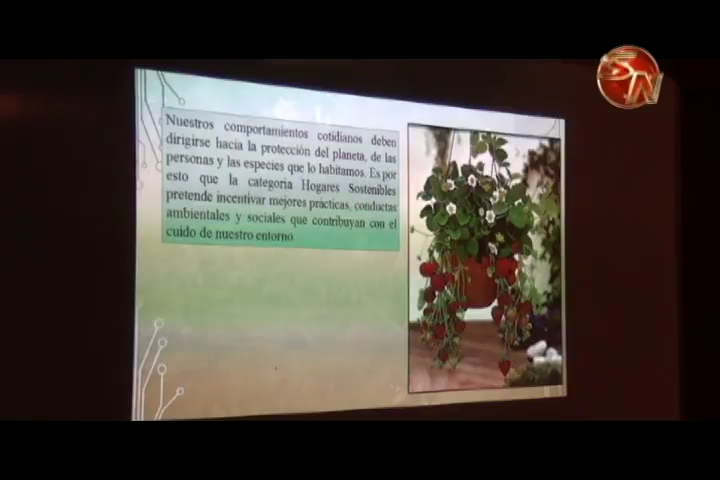 SN
Nuestros comportamientos cotidianos deben
dirigirse hacia la protección del planeta, de las
personas y las especies que lo habitamos. Es por
esto que la categoría Hogares Sostenibles
pretende incentivar mejores prácticas, conductas
ambientales y sociales que contribuyan con el
cuido de nuestro entorno